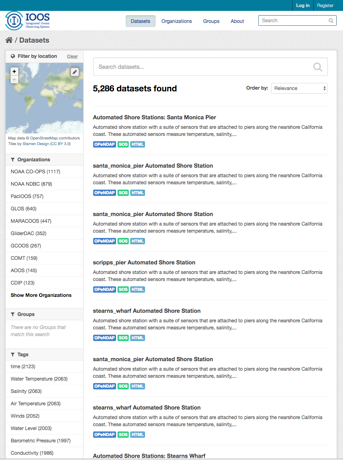 Log in Register
IOOS
Integrated Ocean
Observing System
Datasets Organizations Groups About Search
/ Datasets
Filter by location Clear
+
-
Map data © OpenStreetMap contributors
Tiles by Stamen Design (CC BY 3.0)
Organizations
NOAA CO-OPS (1117)
NOAA NDBC (879)
PacIOOS (757)
GLOS (640)
MARACOOS (447)
GliderDAC (382)
GCOOS (267)
COMT (159)
AOOS (145)
CDIP (123)
Show More Organizations
Groups
There are no Groups that
match this search
Tags
time (2123)
Water Temperature (2063)
Salinity (2063)
Air Temperature (2063)
Winds (2052)
Water Level (2003)
Barometric Pressure (1997)
Conductivity (1986)
Search datasets...
5,286 datasets found
Order by: Relevance
Automated Shore Stations: Santa Monica Pier
Automated shore station with a suite of sensors that are attached to piers along the nearshore California
coast. These automated sensors measure temperature, salinity,...
OPeNDAP SOS HTML
santa_monica_pier Automated Shore Station
Automated shore station with a suite of sensors that are attached to piers along the nearshore California
coast. These automated sensors measure temperature, salinity,...
OPeNDAP SOS HTML
santa_monica_pier Automated Shore Station
Automated shore station with a suite of sensors that are attached to piers along the nearshore California
coast. These automated sensors measure temperature, salinity,...
OPeNDAP SOS HTML
scripps_pier Automated Shore Station
Automated shore station with a suite of sensors that are attached to piers along the nearshore California
coast. These automated sensors measure temperature, salinity,...
OPeNDAP SOS HTML
stearns_wharf Automated Shore Station
Automated shore station with a suite of sensors that are attached to piers along the nearshore California
coast. These automated sensors measure temperature, salinity,...
OPeNDAP SOS HTML
santa_monica_pier Automated Shore Station
Automated shore station with a suite of sensors that are attached to piers along the nearshore California
coast. These automated sensors measure temperature, salinity,...
OPeNDAP SOS HTML
stearns_wharf Automated Shore Station
Automated shore station with a suite of sensors that are attached to piers along the nearshore California
coast. These automated sensors measure temperature, salinity,...
OPeNDAP SOS HTML
Automated Shore Stations: Stearns Wharf